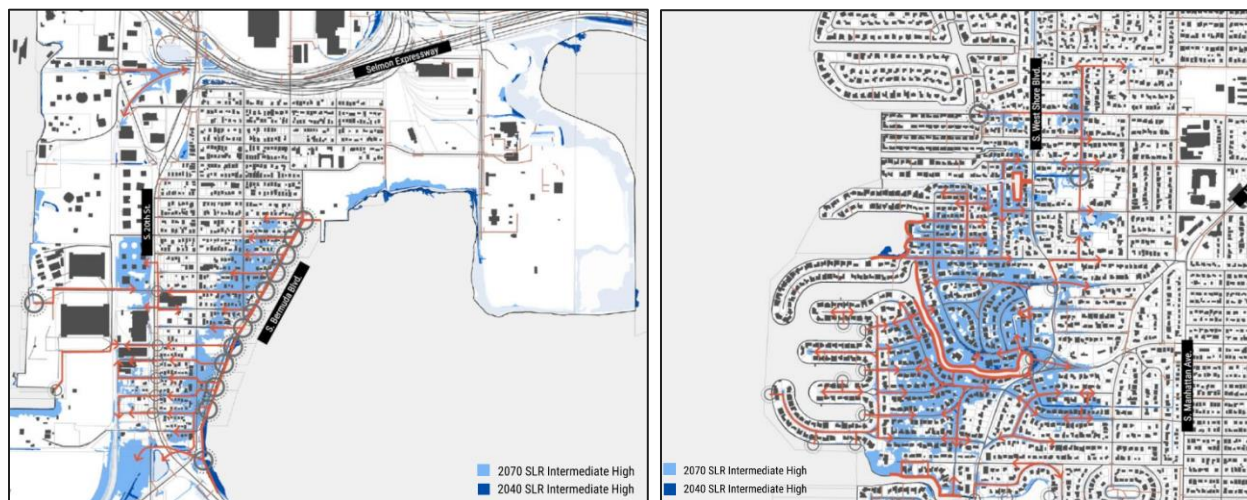 Selmon Expressway
S. 20th St.
S. Bermuda Blvd.
2070 SLR Intermediate High
2040 SLR Intermediate High
S. West Shore Blvd.
S. Manhattan Ave.
2070 SLR Intermediate High
2040 SLR Intermediate High